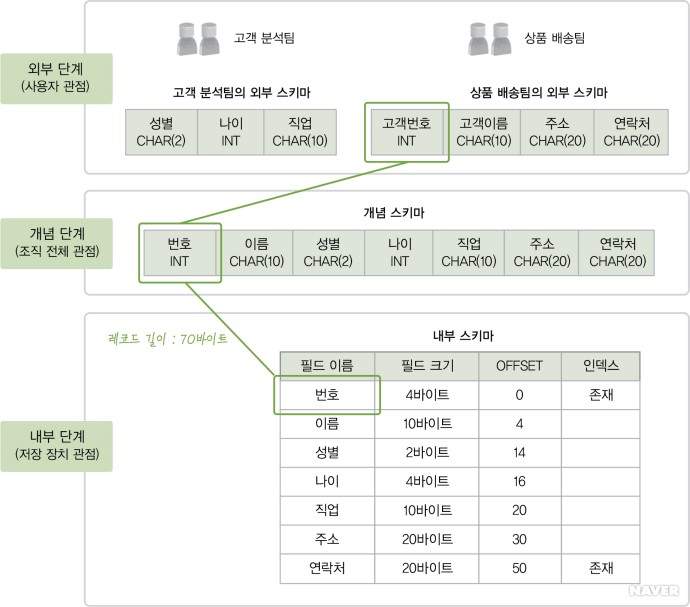 고객 분석팀
상품 배송팀
외부 단계
(사용자 관점)
고객 분석팀의 외부 스키마
상품 배송팀의 외부 스키마
성별 나이 직업
CHAR(2) INT CHAR(10)
고객번호 고객이름 주소 연락처
INT CHAR(10) CHAR(20) CHAR(20)
개념 단계
(조직 전체 관점)
개념 스키마
번호 이름 성별 나이 직업 주소 연락처
INT CHAR(10) CHAR(2) INT CHAR(10) CHAR(20) CHAR(20)
레코드 길이 : 70바이트
내부 스키마
내부 단계
(저장 장치 관점)
필드 이름 필드 크기 OFFSET 인덱스
번호 4바이트 0 존재
이름 10바이트 4
성별 2바이트 14
나이 4바이트 16
직업 10바이트 20
주소 20바이트 30
연락처 20바이트 50 존재
NAVER